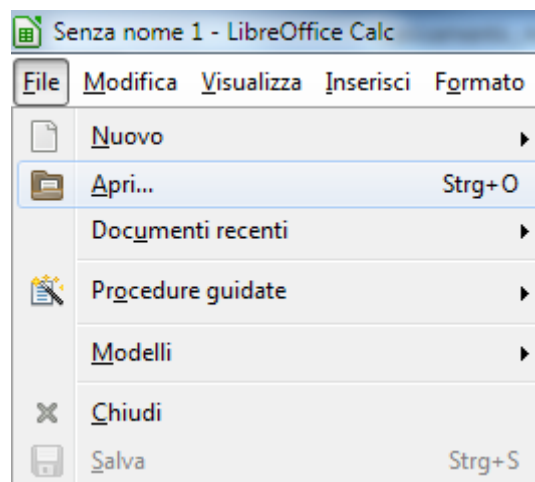 Senza nome 1 - LibreOffice Calc
File Modifica Visualizza Inserisci Formato
Nuovo
Apri... Strg+O
Documenti recenti
Procedure guidate
Modelli
Chiudi
Salva Strg+S